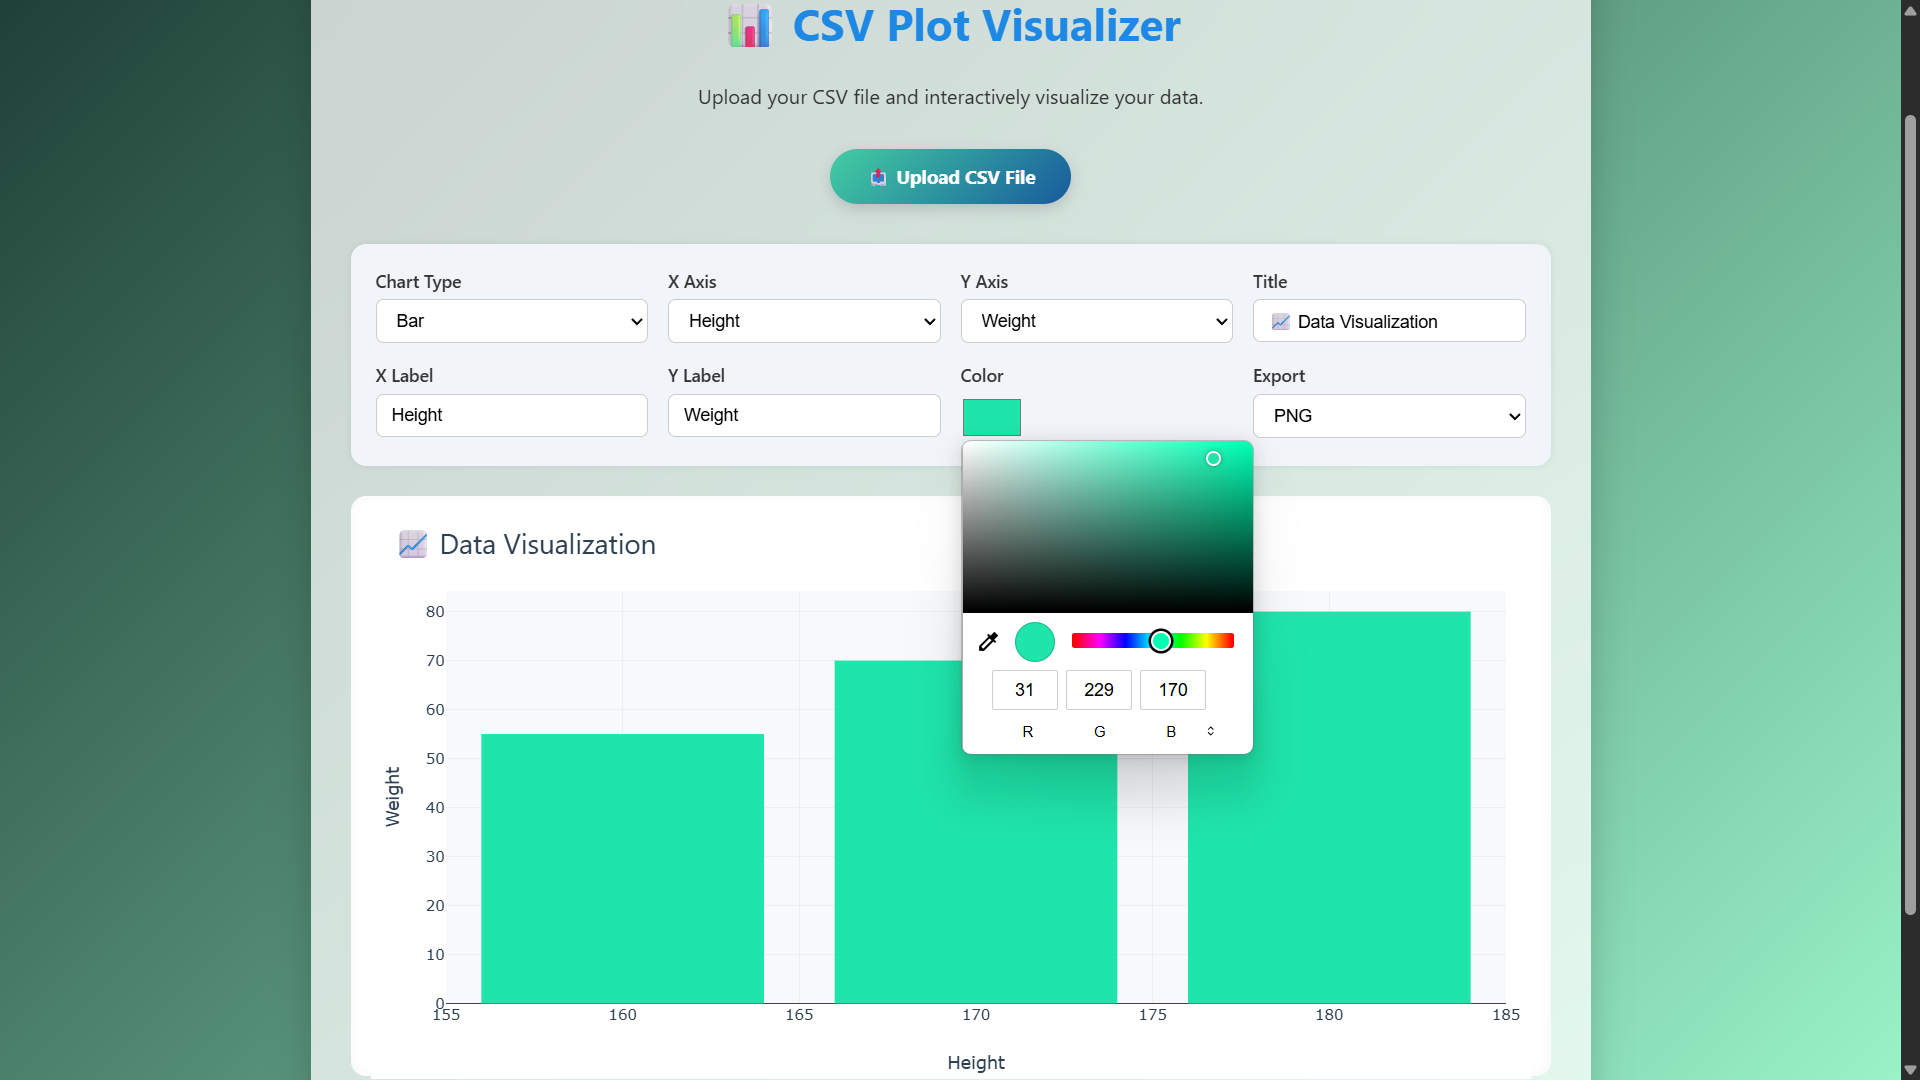 CSV Plot Visualizer
Upload your CSV file and interactively visualize your data.
Upload CSV File
Chart Type
X Axis
Y Axis
Title
Bar
Height
Weight
Data Visualization
X Label
Y Label
Color
Export
Height
Weight
PNG
Data Visualization
31
229
170
R
G
B
80
70
60
50
40
30
20
10
0
Weight
155
160
165
170
175
180
185
Height